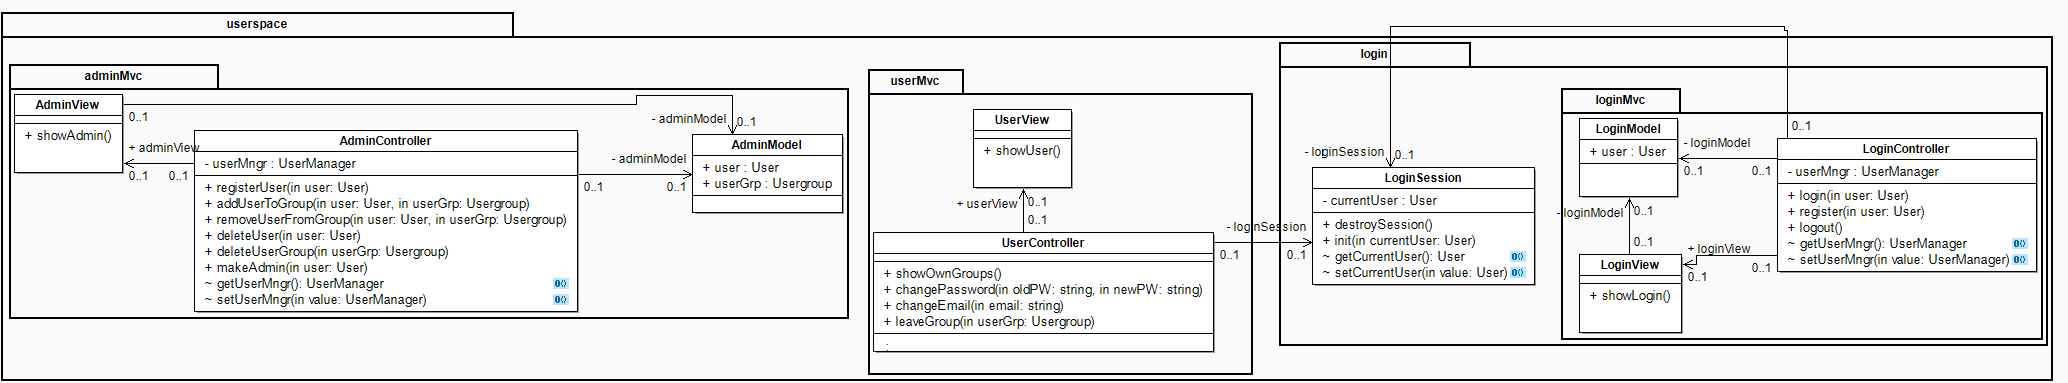 userspace
adminMvc
AdminView
+ showAdmin()
0..1
+ adminView
0..1
0..1
AdminController
- userMngr : UserManager
+ registerUser(in user: User)
+ addUserToGroup(in user: User, in userGrp: Usergroup)
+ removeUserFromGroup(in user: User, in userGrp: Usergroup)
+ deleteUser(in user: User)
+ deleteUserGroup(in userGrp: Usergroup)
+ makeAdmin(in user: User)
~ getUserMngr(): UserManager
~ setUserMngr(in value: UserManager)
- adminModel
0..1
- adminModel
0..1
0..1
AdminModel
+ user : User
+ userGrp : Usergroup
userMvc
UserView
+ showUser()
+ userView
0..1
0..1
UserController
+ showOwnGroups()
+ changePassword(in oldPW: string, in newPW: string)
+ changeEmail(in email: string)
+ leaveGroup(in userGrp: Usergroup)
- loginSession
0..1
0..1
login
- loginSession
0..1
LoginSession
- currentUser : User
+ destroySession()
+ init(in currentUser: User)
~ getCurrentUser(): User
~ setCurrentUser(in value: User)
loginMvc
LoginModel
+ user : User
- loginModel
0..1
0..1
- loginModel
0..1
0..1
LoginView
+ showLogin()
+ loginView
0..1
0..1
0..1
LoginController
- userMngr : UserManager
+ login(in user: User)
+ register(in user: User)
+ logout()
~ getUserMngr(): UserManager
~ setUserMngr(in value: UserManager)